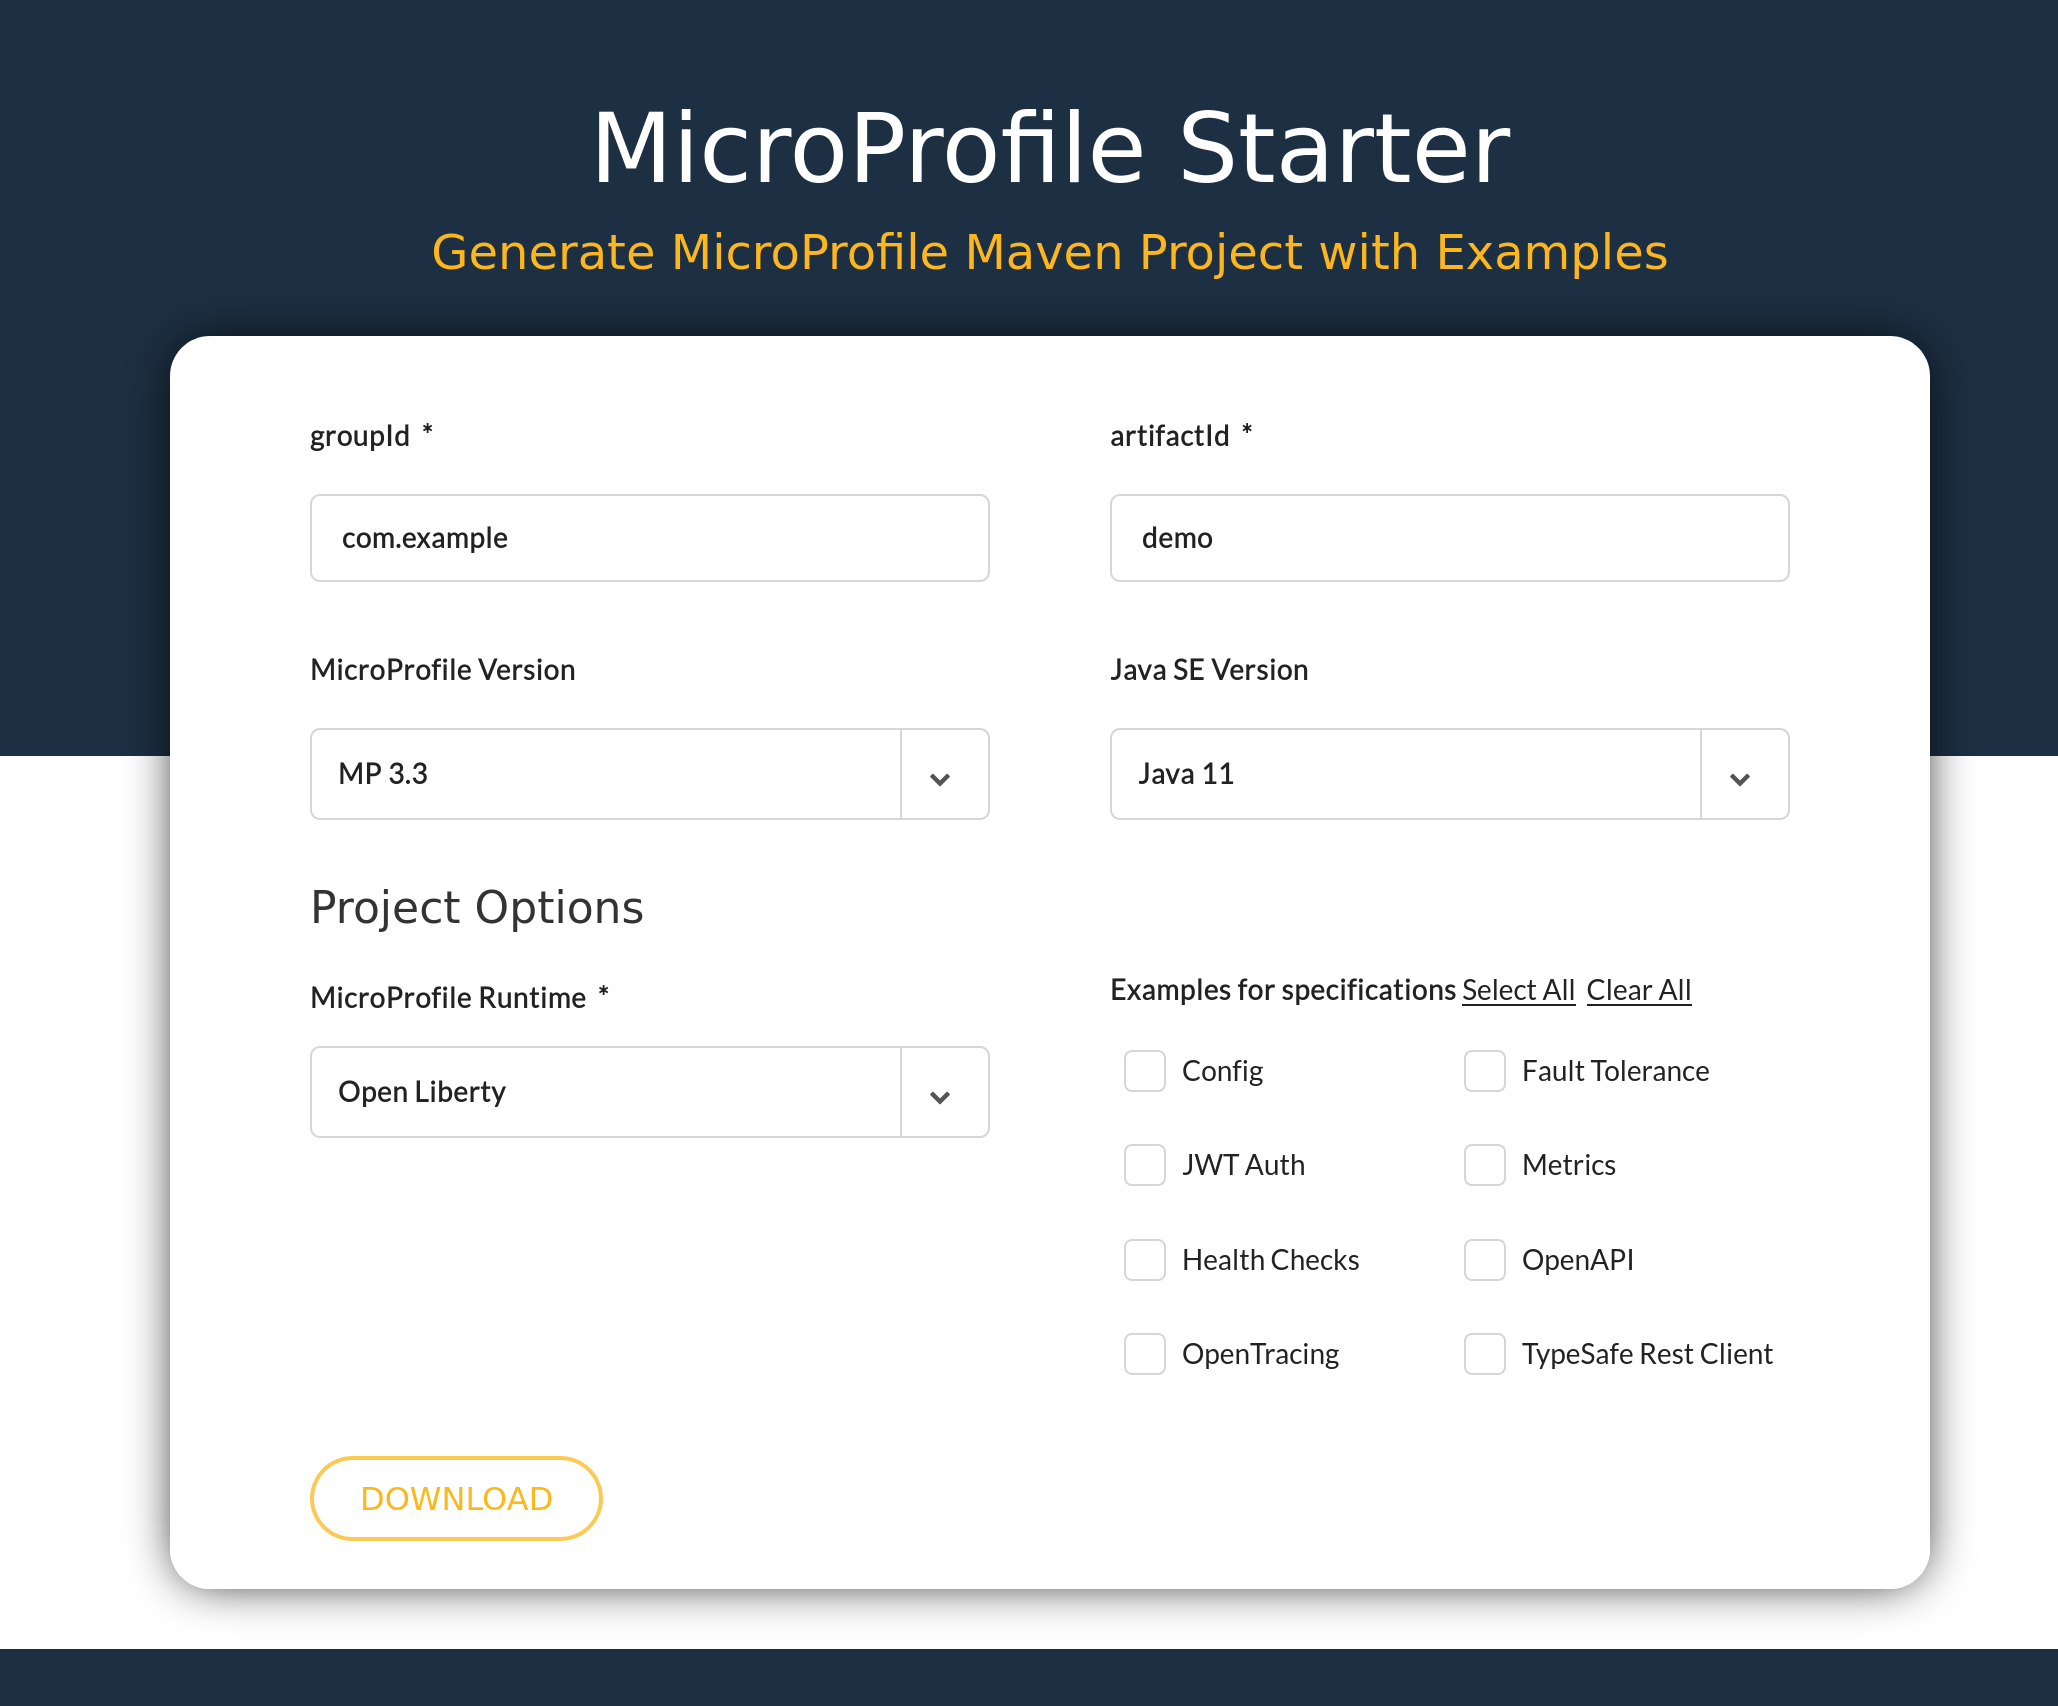 MicroProfile Starter
Generate MicroProfile Maven Project with Examples
groupId *
artifactId *
com.example
demo
MicroProfile Version
Java SE Version
MP 3.3
Java 11
Project Options
MicroProfile Runtime *
Open Liberty
Examples for specifications Select All Clear All
Config
Fault Tolerance
JWT Auth
Metrics
Health Checks
OpenAPI
OpenTracing
TypeSafe Rest Client
DOWNLOAD